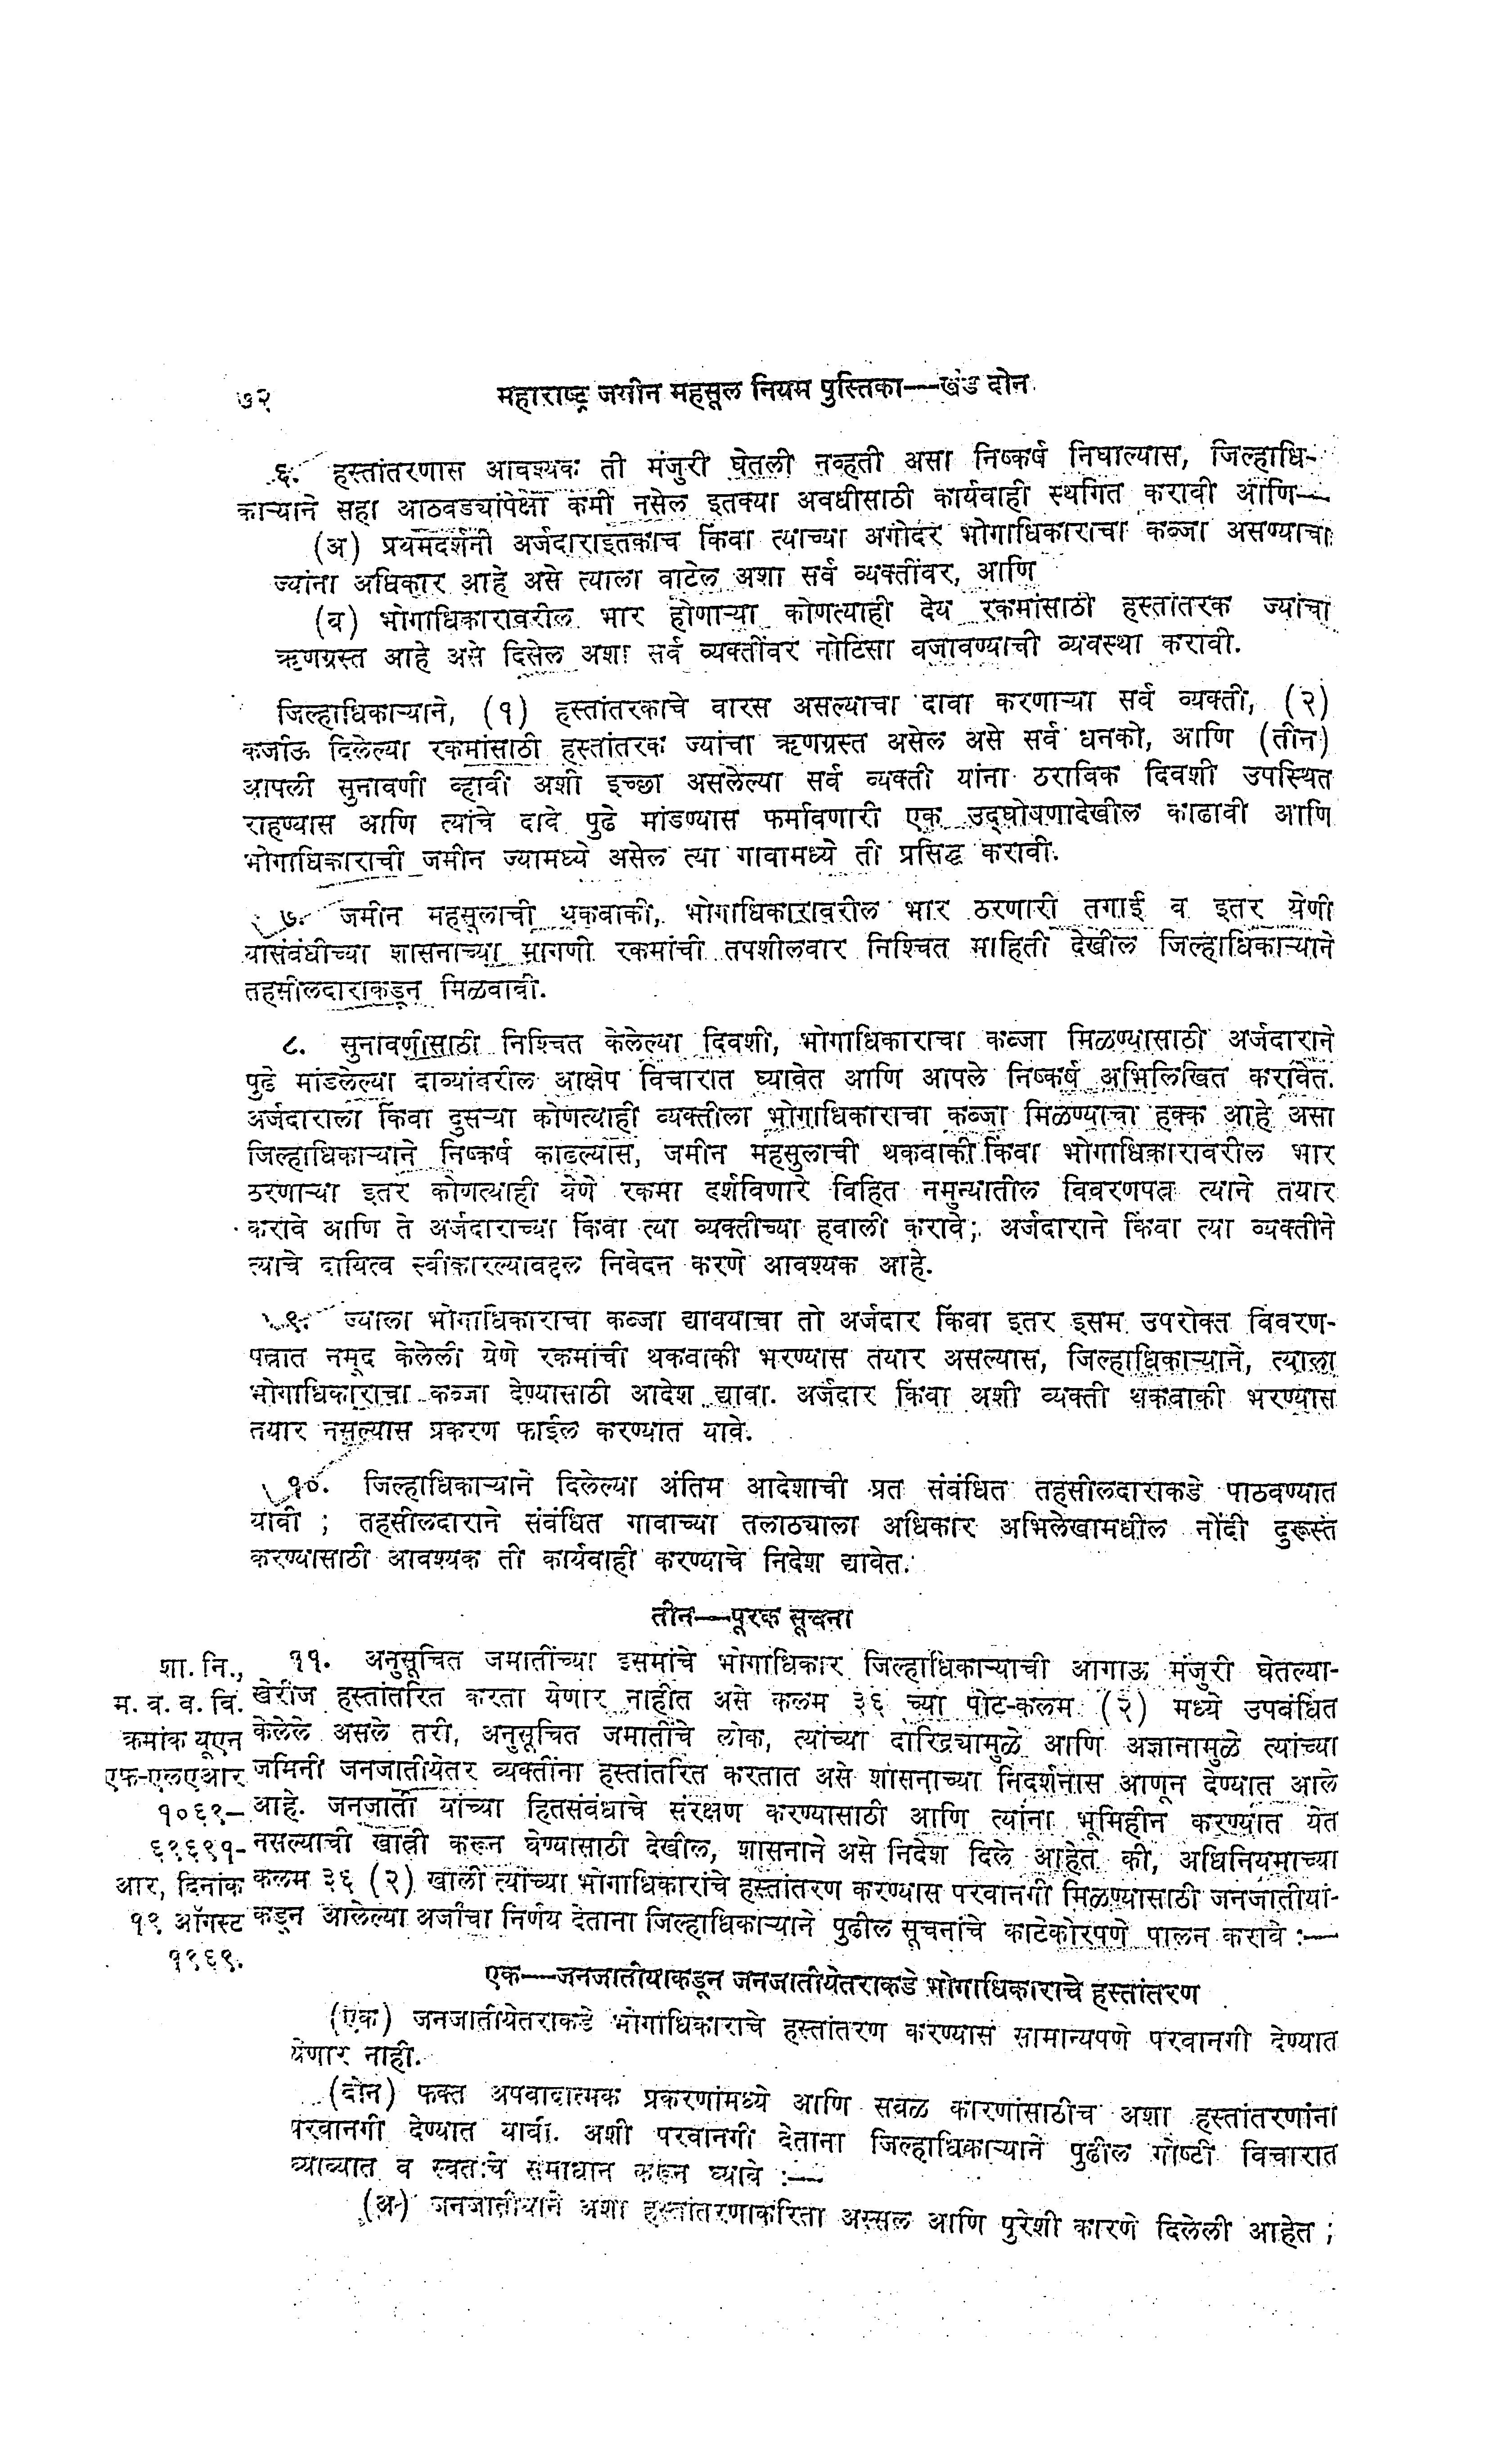 ७२
महाराष्ट्र जमीन महसूल नियम पुस्तिका—खंड दोन
६. हस्तांतरणास आवश्यक ती मंजुरी घेतली नव्हती असा निष्कर्ष निघाल्यास, जिल्हाधि-
काऱ्याने सहा आठवड्यांपेक्षा कमी नसेल इतक्या अवधीसाठी कार्यवाही स्थगित करावी आणि—
(अ) प्रथमदर्शनी अर्जदाराइतकाच किंवा त्याच्या अगोदर भोगाधिकाराचा कब्जा असण्याचा
ज्यांना अधिकार आहे असे त्याला वाटेल अशा सर्व व्यक्तींवर, आणि
(ब) भोगाधिकारावरील भार होणाऱ्या कोणत्याही देय रकमांसाठी हस्तांतरक ज्यांचा
ऋणग्रस्त आहे असे दिसेल अशा सर्व व्यक्तींवर नोटिसा बजावण्याची व्यवस्था करावी.
जिल्हाधिकाऱ्याने, (१) हस्तांतरकाचे वारस असल्याचा दावा करणाऱ्या सर्व व्यक्ती, (२)
कर्जाऊ दिलेल्या रकमांसाठी हस्तांतरक ज्यांचा ऋणग्रस्त असेल असे सर्व धनको, आणि (तीन)
आपली सुनावणी व्हावी अशी इच्छा असलेल्या सर्व व्यक्ती यांना ठराविक दिवशी उपस्थित
राहण्यास आणि त्यांचे दावे पुढे मांडण्यास फर्मावणारी एक उद्‌घोषणादेखील काढावी आणि
भोगाधिकाराची जमीन ज्यामध्ये असेल त्या गावामध्ये ती प्रसिद्ध करावी.
७. जमीन महसूलाची थकबाकी, भोगाधिकारावरील भार ठरणारी तगाई व इतर येणी
यासंबंधीच्या शासनाच्या मागणी रकमांची तपशीलवार निश्चित माहिती देखील जिल्हाधिकाऱ्याने
तहसीलदाराकडून मिळवावी.
८. सुनावणीसाठी निश्चित केलेल्या दिवशी, भोगाधिकाराचा कब्जा मिळण्यासाठी अर्जदाराने
पुढे मांडलेल्या दाव्यांवरील आक्षेप विचारात घ्यावेत आणि आपले निष्कर्ष अभिलिखित करावेत.
अर्जदाराला किंवा दुसऱ्या कोणत्याही व्यक्तीला भोगाधिकाराचा कब्जा मिळण्याचा हक्क आहे असा
जिल्हाधिकाऱ्याने निष्कर्ष काढल्यास, जमीन महसुलाची थकबाकी किंवा भोगाधिकारावरील भार
ठरणाऱ्या इतर कोणत्याही येणे रकमा दर्शविणारे विहित नमुन्यातील विवरणपत्र त्याने तयार
करावे आणि ते अर्जदाराच्या किंवा त्या व्यक्तीच्या हवाली करावे; अर्जदाराने किंवा त्या व्यक्तीने
त्याचे दायित्व स्वीकारल्याबद्दल निवेदन करणे आवश्यक आहे.
९. ज्याला भोगाधिकाराचा कब्जा द्यावयाचा तो अर्जदार किंवा इतर इसम उपरोक्त विवरण-
पत्रात नमूद केलेली येणे रकमांची थकबाकी भरण्यास तयार असल्यास, जिल्हाधिकाऱ्याने, त्याला
भोगाधिकाराचा कब्जा देण्यासाठी आदेश द्यावा. अर्जदार किंवा अशी व्यक्ती थकबाकी भरण्यास
तयार नसल्यास प्रकरण फाईल करण्यात यावे.
१०. जिल्हाधिकाऱ्याने दिलेल्या अंतिम आदेशाची प्रत संबंधित तहसीलदाराकडे पाठवण्यात
यावी ; तहसीलदाराने संबंधित गावाच्या तलाठ्याला अधिकार अभिलेखामधील नोंदी दुरूस्त
करण्यासाठी आवश्यक ती कार्यवाही करण्याचे निदेश द्यावेत.
तीन—पूरक सूचना
शा. नि.,
म. व. व. वि.
क्रमांक यूएन
एफ-एलएआर
१०६९–
६१६९१-
आर, दिनांक
१९ ऑगस्ट
१९६९.
११. अनुसूचित जमातींच्या इसमांचे भोगाधिकार जिल्हाधिकाऱ्याची आगाऊ मंजुरी घेतल्या-
खेरीज हस्तांतरित करता येणार नाहीत असे कलम ३६ च्या पोट-कलम (२) मध्ये उपबंधित
केलेले असले तरी, अनुसूचित जमातींचे लोक, त्यांच्या दारिद्र्यामुळे आणि अज्ञानामुळे त्यांच्या
जमिनी जनजातीयेतर व्यक्तींना हस्तांतरित करतात असे शासनाच्या निदर्शनास आणून देण्यात आले
आहे. जनजाती यांच्या हितसंबंधाचे संरक्षण करण्यासाठी आणि त्यांना भूमिहीन करण्यात येत
नसल्याची खात्री करून घेण्यासाठी देखील, शासनाने असे निदेश दिले आहेत की, अधिनियमाच्या
कलम ३६ (२) खाली त्यांच्या भोगाधिकारांचे हस्तांतरण करण्यास परवानगी मिळण्यासाठी जनजातीयां-
कडून आलेल्या अर्जांचा निर्णय देताना जिल्हाधिकाऱ्याने पुढील सूचनांचे काटेकोरपणे पालन करावे :—
एक—जनजातीयाकडून जनजातीयेतराकडे भोगाधिकाराचे हस्तांतरण
(एक) जनजातीयेतराकडे भोगाधिकाराचे हस्तांतरण करण्यास सामान्यपणे परवानगी देण्यात
येणार नाही.
(दोन) फक्त अपवादात्मक प्रकरणांमध्ये आणि सबळ कारणांसाठीच अशा हस्तांतरणांना
परवानगी देण्यात यावी. अशी परवानगी देताना जिल्हाधिकाऱ्याने पुढील गोष्टी विचारात
घ्याव्यात व स्वतःचे समाधान करून घ्यावे :—
(अ) जनजातीयाने अशा हस्तांतरणाकरिता अस्सल आणि पुरेशी कारणे दिलेली आहेत ;